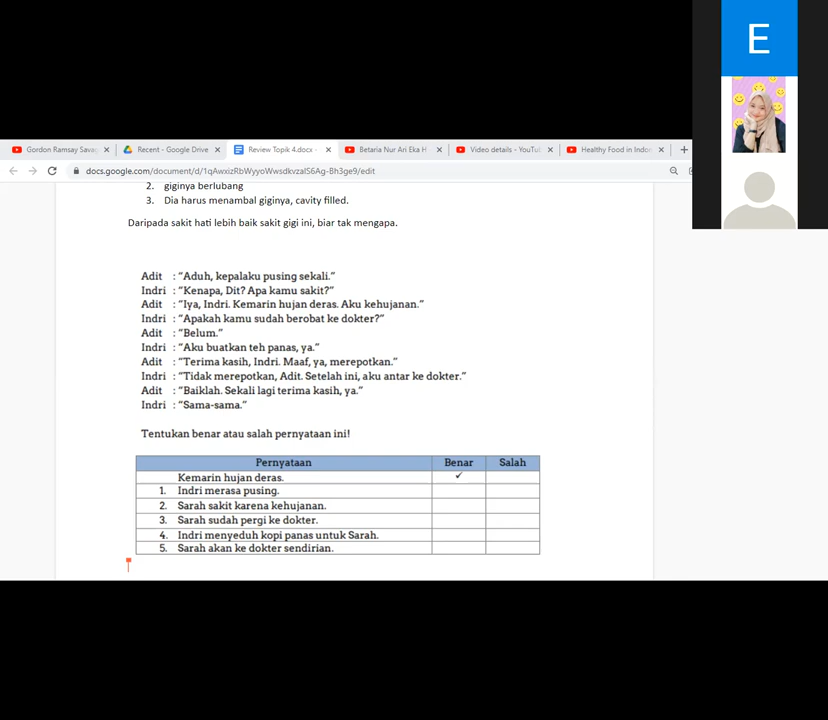 E
Gordon Ramsay Sava
Recent - Google Drive
Review Topik 4.docx -
Betaria Nur Ari Eka H
Video details - YouTu
Healthy Food in Indo
docs.google.com/document/d/1qAwxizRbWyyoWwsdkvzaIS6Ag-Bh3ge9/edit
2. giginya berlubang
3. Dia harus menambal giginya, cavity filled.
Daripada sakit hati lebih baik sakit gigi ini, biar tak mengapa.
Adit : “Aduh, kepalaku pusing sekali.”
Indri : “Kenapa, Dit? Apa kamu sakit?”
Adit : “Iya, Indri. Kemarin hujan deras. Aku kehujanan.”
Indri : “Apakah kamu sudah berobat ke dokter?”
Adit : “Belum.”
Indri : “Aku buatkan teh panas, ya.”
Adit : “Terima kasih, Indri. Maaf, ya, merepotkan.”
Indri : “Tidak merepotkan, Adit. Setelah ini, aku antar ke dokter.”
Adit : “Baiklah. Sekali lagi terima kasih, ya.”
Indri : “Sama-sama.”
Tentukan benar atau salah pernyataan ini!
Pernyataan Benar Salah
Kemarin hujan deras. ✓
1. Indri merasa pusing.
2. Sarah sakit karena kehujanan.
3. Sarah sudah pergi ke dokter.
4. Indri menyeduh kopi panas untuk Sarah.
5. Sarah akan ke dokter sendirian.